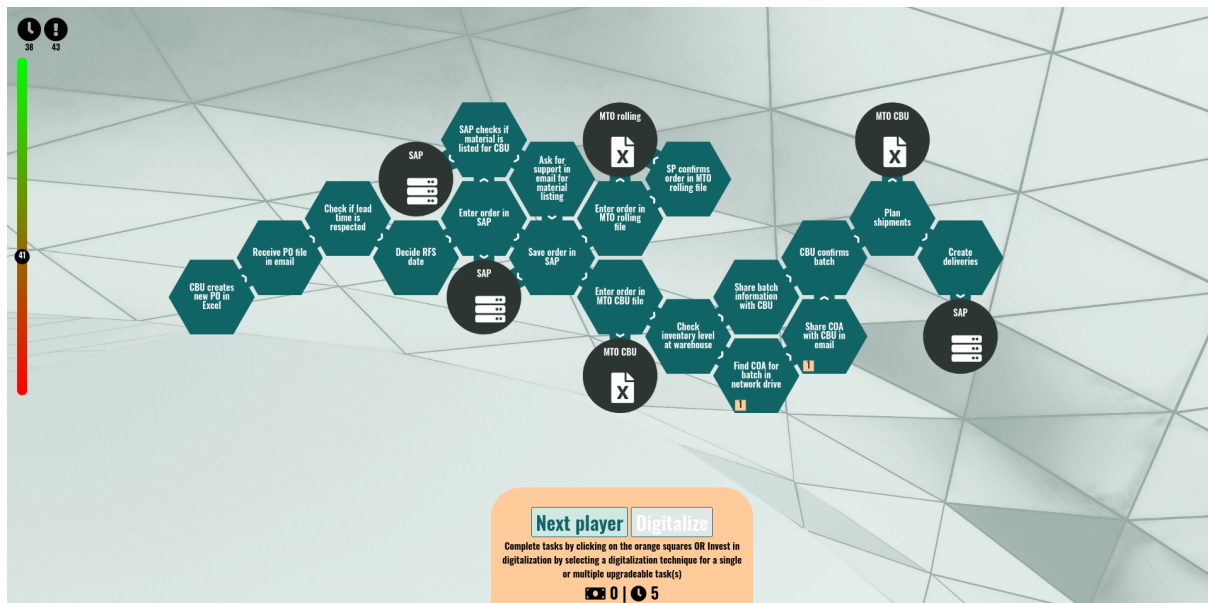 38 43
41
SAP checks if
material is
listed for CBU
SAP
Ask for
support in
email for
material
listing
MTO rolling
X
SP confirms
order in MTO
rolling file
MTO CBU
X
Check if lead
time is
respected
Enter order in
SAP
Enter order in
MTO rolling
file
Plan
shipments
Receive PO file
in email
Decide RFS
date
Save order in
SAP
CBU confirms
batch
Create
deliveries
CBU creates
new PO in
Excel
SAP
Enter order in
MTO CBU file
Share batch
information
with CBU
Check
inventory level
at warehouse
Share COA
with CBU in
email
1
SAP
MTO CBU
X
Find COA for
batch in
network drive
1
Next player Digitalize
Complete tasks by clicking on the orange squares OR Invest in
digitalization by selecting a digitalization technique for a single
or multiple upgradeable task(s)
0 | 5